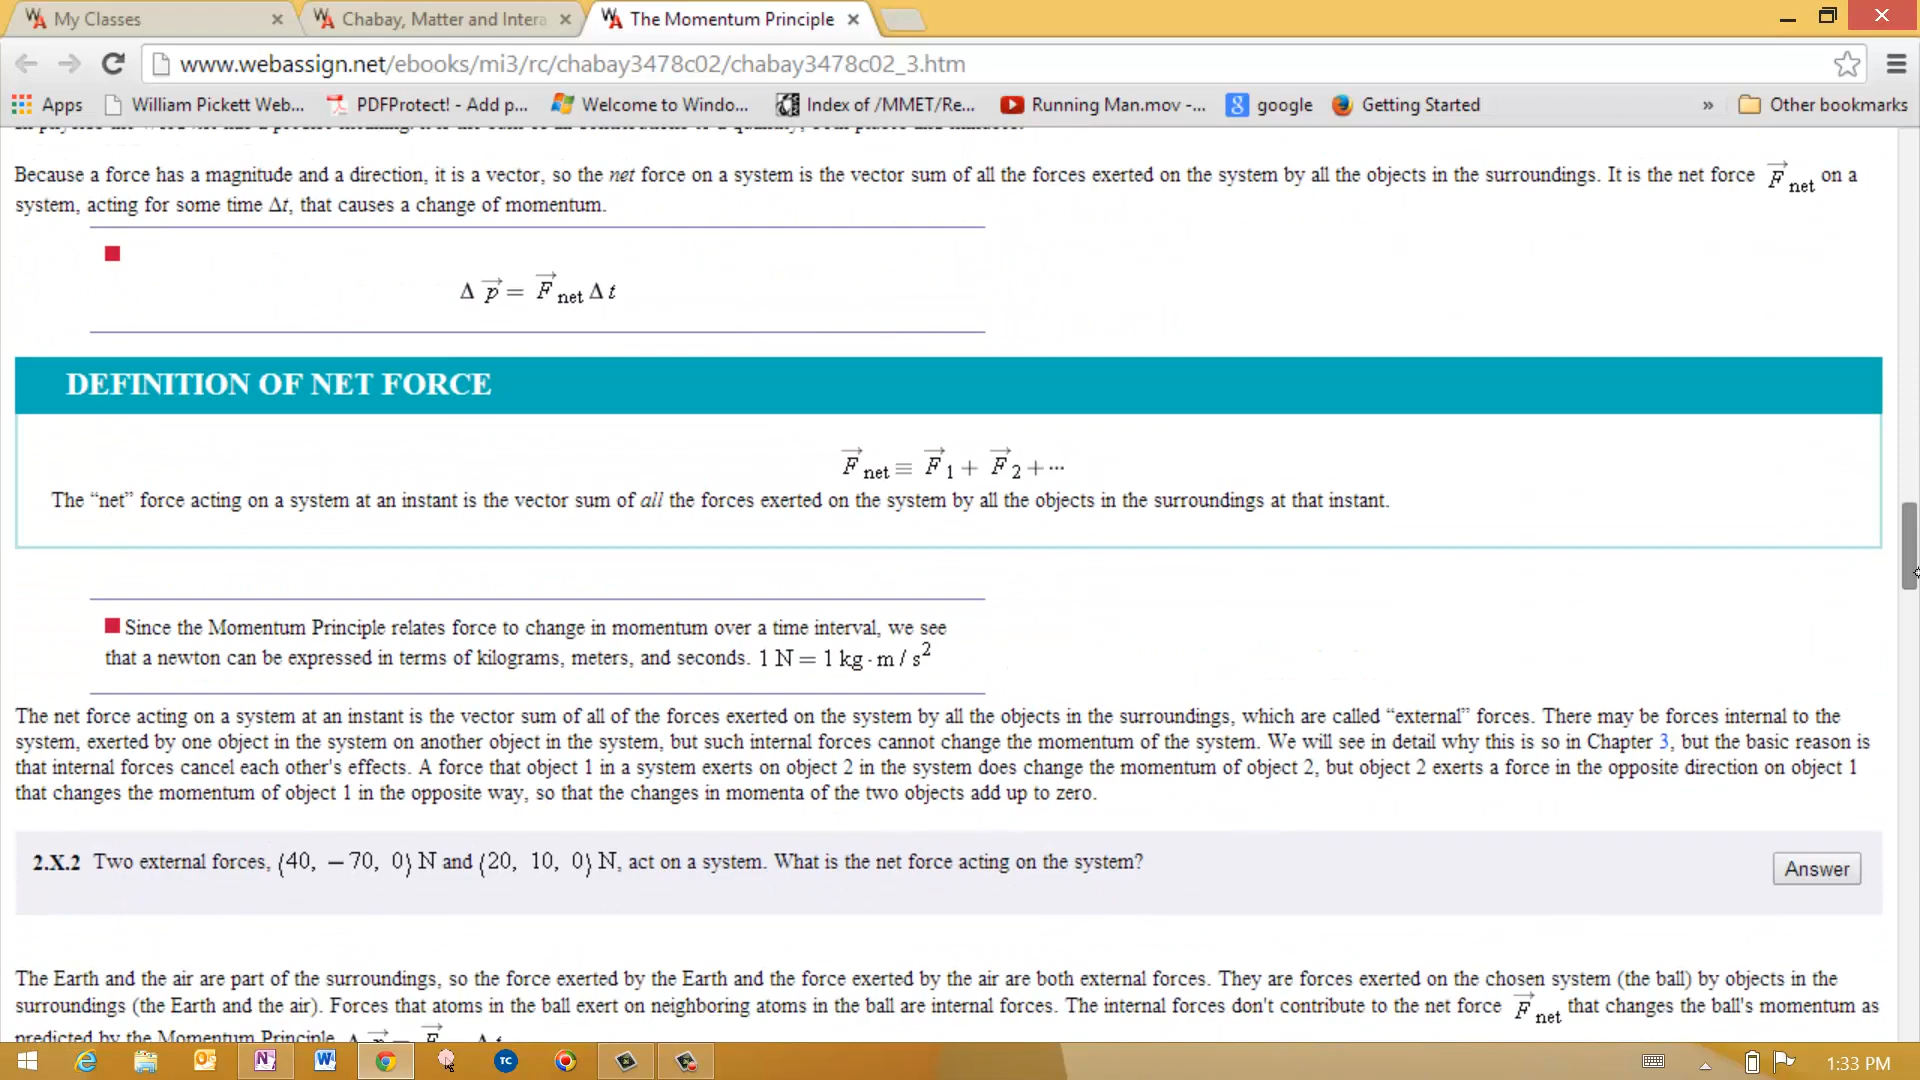 My Classes
Chabay, Matter and Intera
The Momentum Principle
www.webassign.net/ebooks/mi3/rc/chabay3478c02/chabay3478c02_3.htm
Apps
William Pickett Web...
PDFProtect! - Add p...
Welcome to Windo...
Index of /MMET/Re...
Running Man.mov -...
google
Getting Started
»
Other bookmarks
Because a force has a magnitude and a direction, it is a vector, so the net force on a system is the vector sum of all the forces exerted on the system by all the objects in the surroundings. It is the net force F⃗ net on a
system, acting for some time Δt, that causes a change of momentum.
Δ p⃗ = F⃗ net Δ t
DEFINITION OF NET FORCE
F⃗ net ≡ F⃗ 1 + F⃗ 2 + ···
The “net” force acting on a system at an instant is the vector sum of all the forces exerted on the system by all the objects in the surroundings at that instant.
Since the Momentum Principle relates force to change in momentum over a time interval, we see
that a newton can be expressed in terms of kilograms, meters, and seconds. 1 N = 1 kg · m / s²
The net force acting on a system at an instant is the vector sum of all of the forces exerted on the system by all the objects in the surroundings, which are called “external” forces. There may be forces internal to the
system, exerted by one object in the system on another object in the system, but such internal forces cannot change the momentum of the system. We will see in detail why this is so in Chapter 3, but the basic reason is
that internal forces cancel each other's effects. A force that object 1 in a system exerts on object 2 in the system does change the momentum of object 2, but object 2 exerts a force in the opposite direction on object 1
that changes the momentum of object 1 in the opposite way, so that the changes in momenta of the two objects add up to zero.
2.X.2 Two external forces, ⟨40, − 70, 0⟩ N and ⟨20, 10, 0⟩ N, act on a system. What is the net force acting on the system?
Answer
The Earth and the air are part of the surroundings, so the force exerted by the Earth and the force exerted by the air are both external forces. They are forces exerted on the chosen system (the ball) by objects in the
surroundings (the Earth and the air). Forces that atoms in the ball exert on neighboring atoms in the ball are internal forces. The internal forces don't contribute to the net force F⃗ net that changes the ball's momentum as
predicted by the Momentum Principle,
TC
1:33 PM